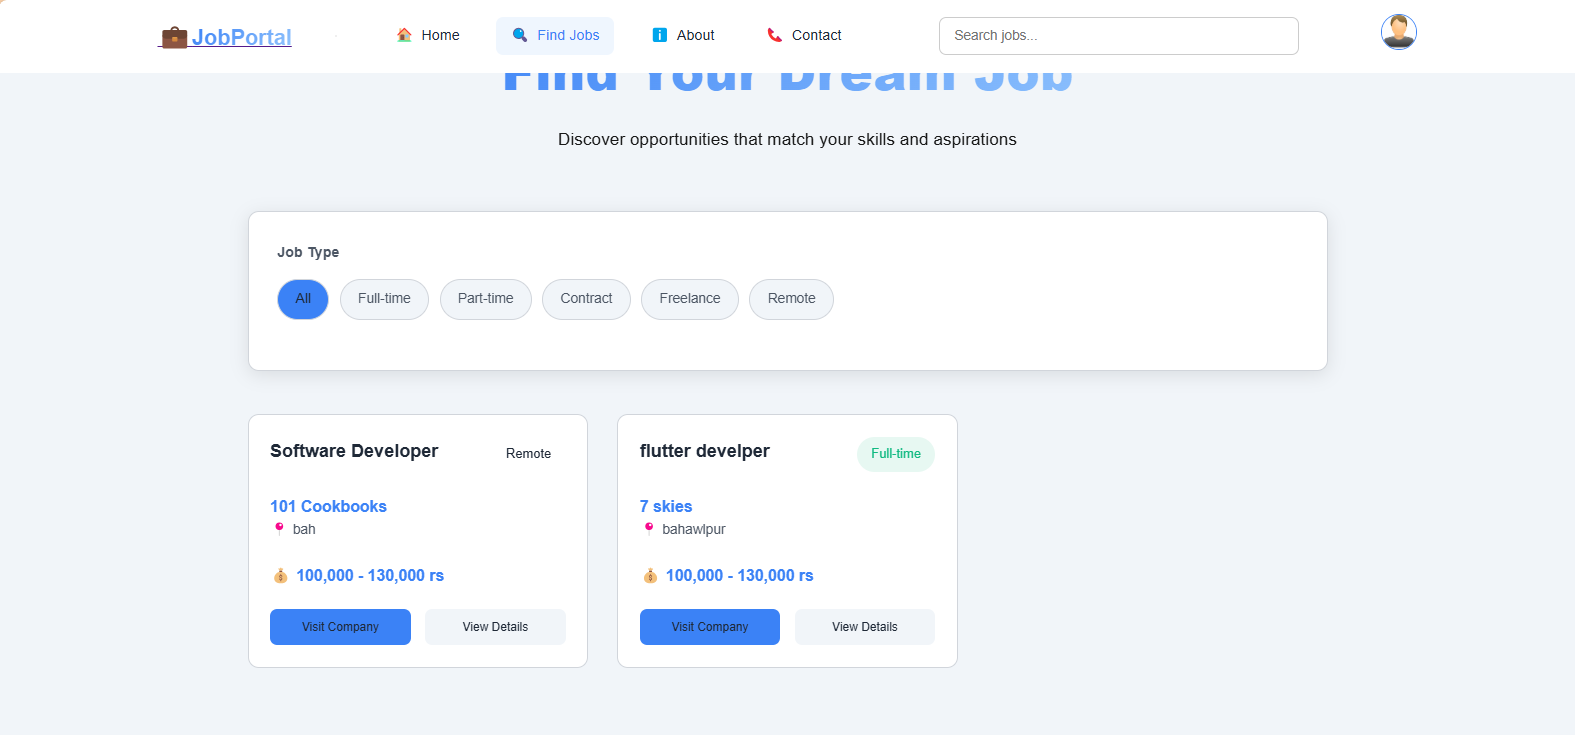 JobPortal
Home
Find Jobs
About
Contact
Search jobs...
Find Your Dream Job
Discover opportunities that match your skills and aspirations
Job Type
All
Full-time
Part-time
Contract
Freelance
Remote
Software Developer
Remote
101 Cookbooks
bah
100,000 - 130,000 rs
Visit Company
View Details
flutter develper
Full-time
7 skies
bahawlpur
100,000 - 130,000 rs
Visit Company
View Details